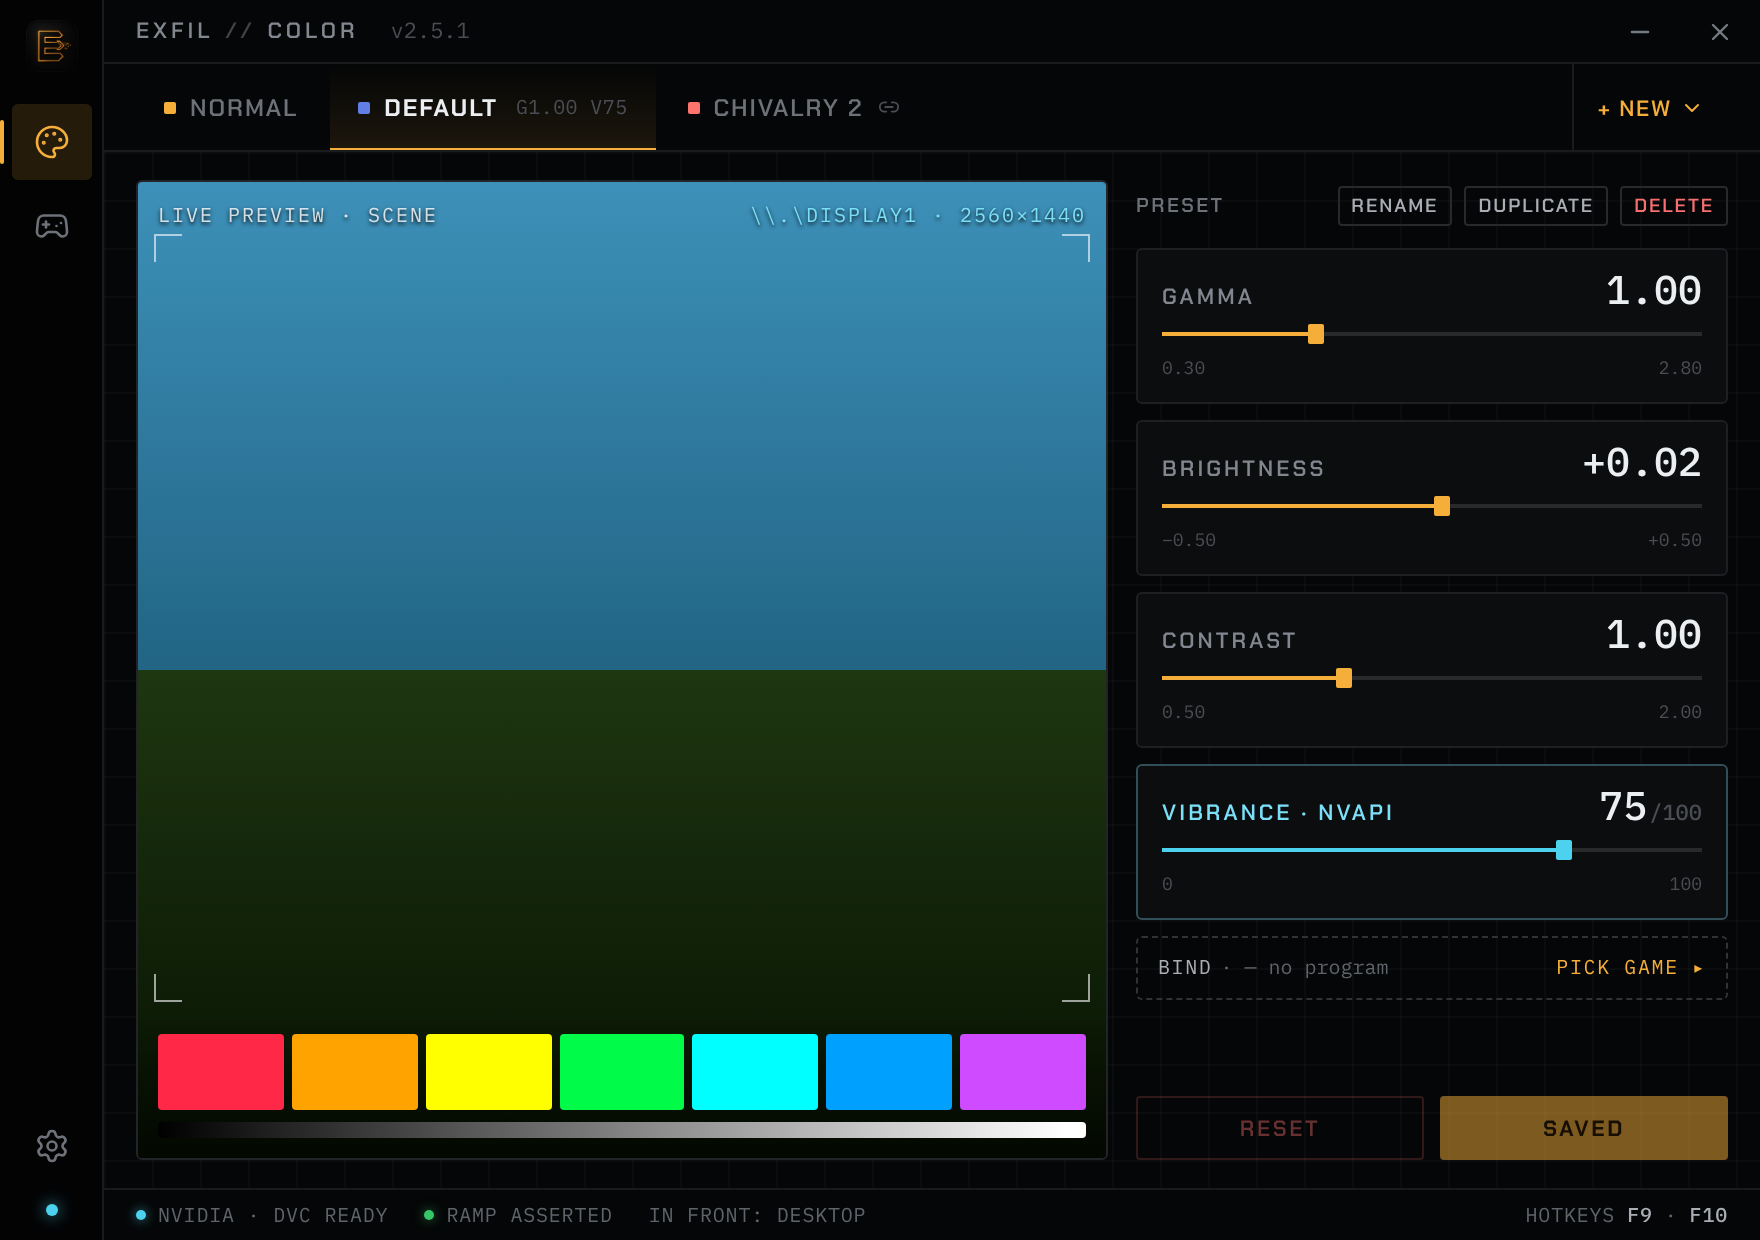 EXFIL // COLOR v2.5.1
NORMAL
DEFAULT G1.00 V75
CHIVALRY 2
+ NEW
LIVE PREVIEW · SCENE
\\.\DISPLAY1 · 2560×1440
PRESET
RENAME
DUPLICATE
DELETE
GAMMA 1.00
0.30 2.80
BRIGHTNESS +0.02
−0.50 +0.50
CONTRAST 1.00
0.50 2.00
VIBRANCE · NVAPI 75/100
0 100
BIND · — no program PICK GAME ▸
RESET
SAVED
NVIDIA · DVC READY
RAMP ASSERTED
IN FRONT: DESKTOP
HOTKEYS F9 · F10